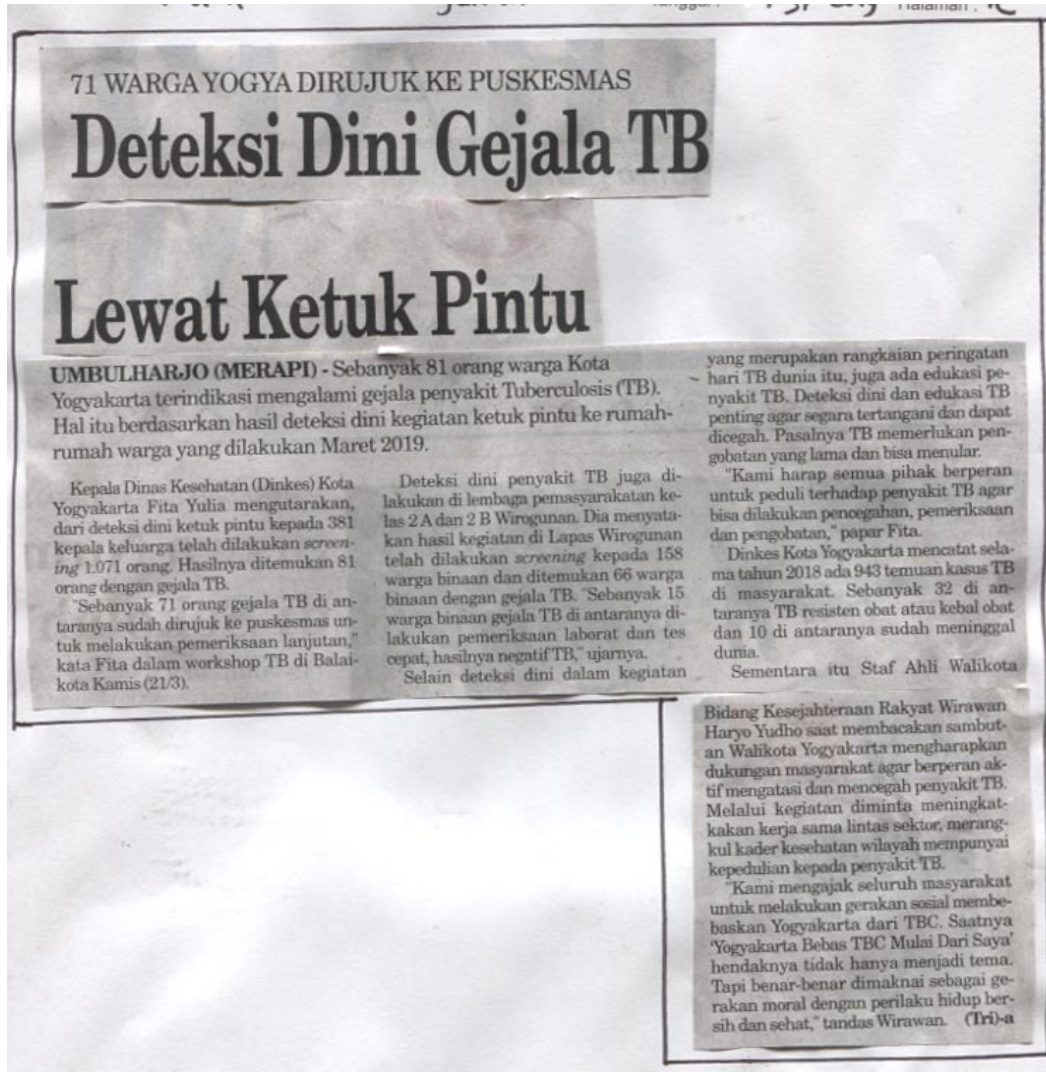 Halaman :
71 WARGA YOGYA DIRUJUK KE PUSKESMAS
Deteksi Dini Gejala TB
Lewat Ketuk Pintu
UMBULHARJO (MERAPI) - Sebanyak 81 orang warga Kota
Yogyakarta terindikasi mengalami gejala penyakit Tuberculosis (TB).
Hal itu berdasarkan hasil deteksi dini kegiatan ketuk pintu ke rumah-
rumah warga yang dilakukan Maret 2019.
Kepala Dinas Kesehatan (Dinkes) Kota
Yogyakarta Fita Yulia mengutarakan,
dari deteksi dini ketuk pintu kepada 381
kepala keluarga telah dilakukan screen-
ing 1.071 orang. Hasilnya ditemukan 81
orang dengan gejala TB.
"Sebanyak 71 orang gejala TB di an-
taranya sudah dirujuk ke puskesmas un-
tuk melakukan pemeriksaan lanjutan,"
kata Fita dalam workshop TB di Balai-
kota Kamis (21/3).
Deteksi dini penyakit TB juga di-
lakukan di lembaga pemasyarakatan ke-
las 2 A dan 2 B Wirogunan. Dia menyata-
kan hasil kegiatan di Lapas Wirogunan
telah dilakukan screening kepada 158
warga binaan dan ditemukan 66 warga
binaan dengan gejala TB. "Sebanyak 15
warga binaan gejala TB di antaranya di-
lakukan pemeriksaan laborat dan tes
cepat, hasilnya negatif TB," ujarnya.
Selain deteksi dini dalam kegiatan
yang merupakan rangkaian peringatan
hari TB dunia itu, juga ada edukasi pe-
nyakit TB. Deteksi dini dan edukasi TB
penting agar segara tertangani dan dapat
dicegah. Pasalnya TB memerlukan pen-
gobatan yang lama dan bisa menular.
"Kami harap semua pihak berperan
untuk peduli terhadap penyakit TB agar
bisa dilakukan pencegahan, pemeriksaan
dan pengobatan," papar Fita.
Dinkes Kota Yogyakarta mencatat sela-
ma tahun 2018 ada 943 temuan kasus TB
di masyarakat. Sebanyak 32 di an-
taranya TB resisten obat atau kebal obat
dan 10 di antaranya sudah meninggal
dunia.
Sementara itu Staf Ahli Walikota
Bidang Kesejahteraan Rakyat Wirawan
Haryo Yudho saat membacakan sambut-
an Walikota Yogyakarta mengharapkan
dukungan masyarakat agar berperan ak-
tif mengatasi dan mencegah penyakit TB.
Melalui kegiatan diminta meningkat-
kakan kerja sama lintas sektor, merang-
kul kader kesehatan wilayah mempunyai
kepedulian kepada penyakit TB.
"Kami mengajak seluruh masyarakat
untuk melakukan gerakan sosial membe-
baskan Yogyakarta dari TBC. Saatnya
'Yogyakarta Bebas TBC Mulai Dari Saya'
hendaknya tidak hanya menjadi tema.
Tapi benar-benar dimaknai sebagai ge-
rakan moral dengan perilaku hidup ber-
sih dan sehat," tandas Wirawan. (Tri)-a